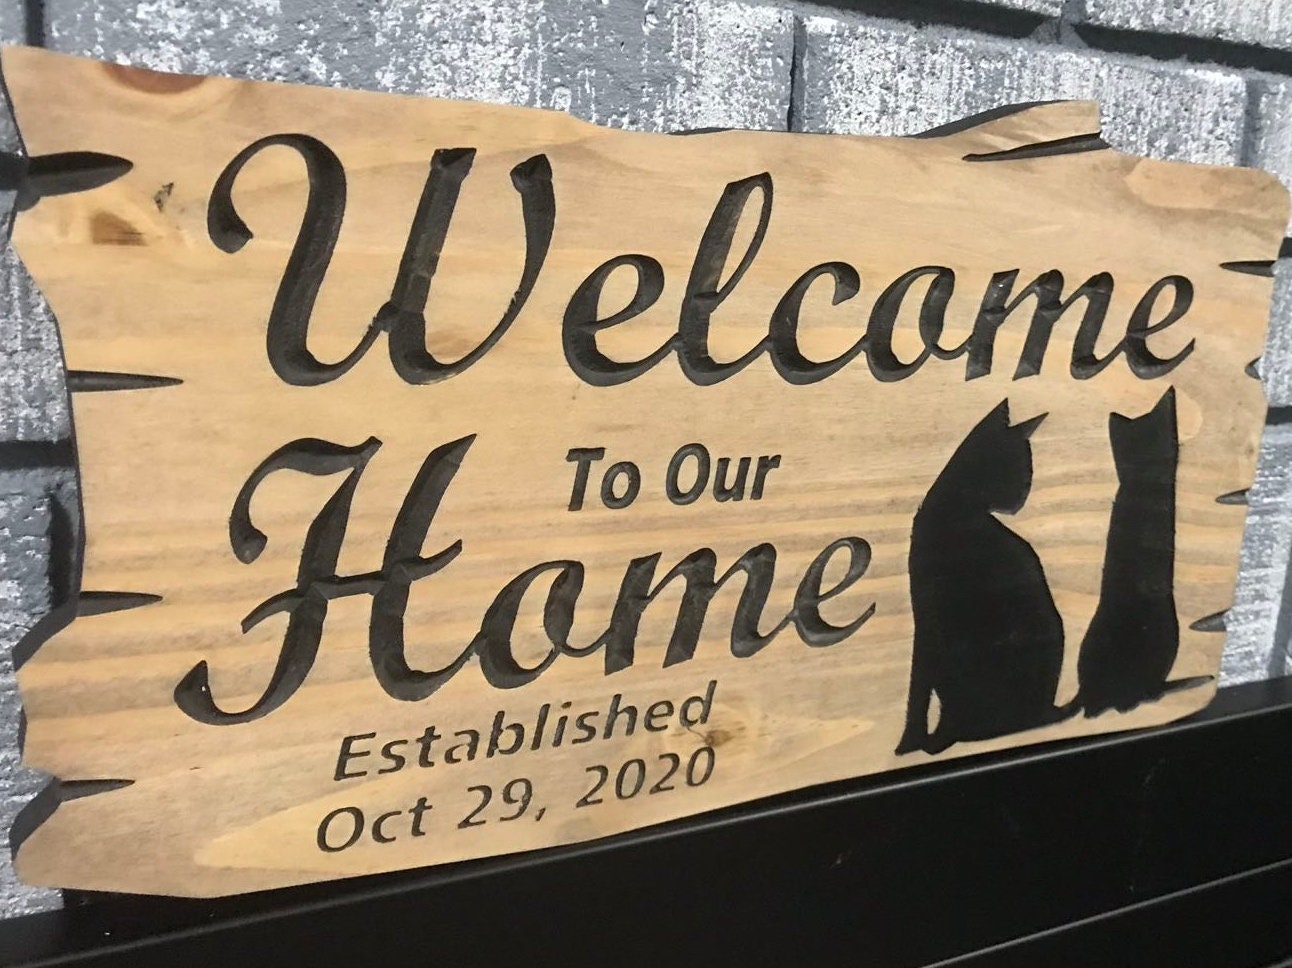 Welcome
To Our
Home
Established
Oct 29, 2020